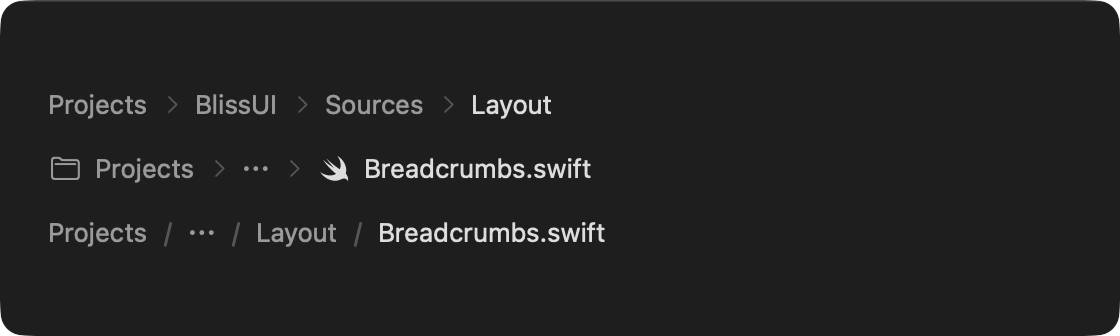 Projects > BlissUI > Sources > Layout
Projects > ··· > Breadcrumbs.swift
Projects / ··· / Layout / Breadcrumbs.swift